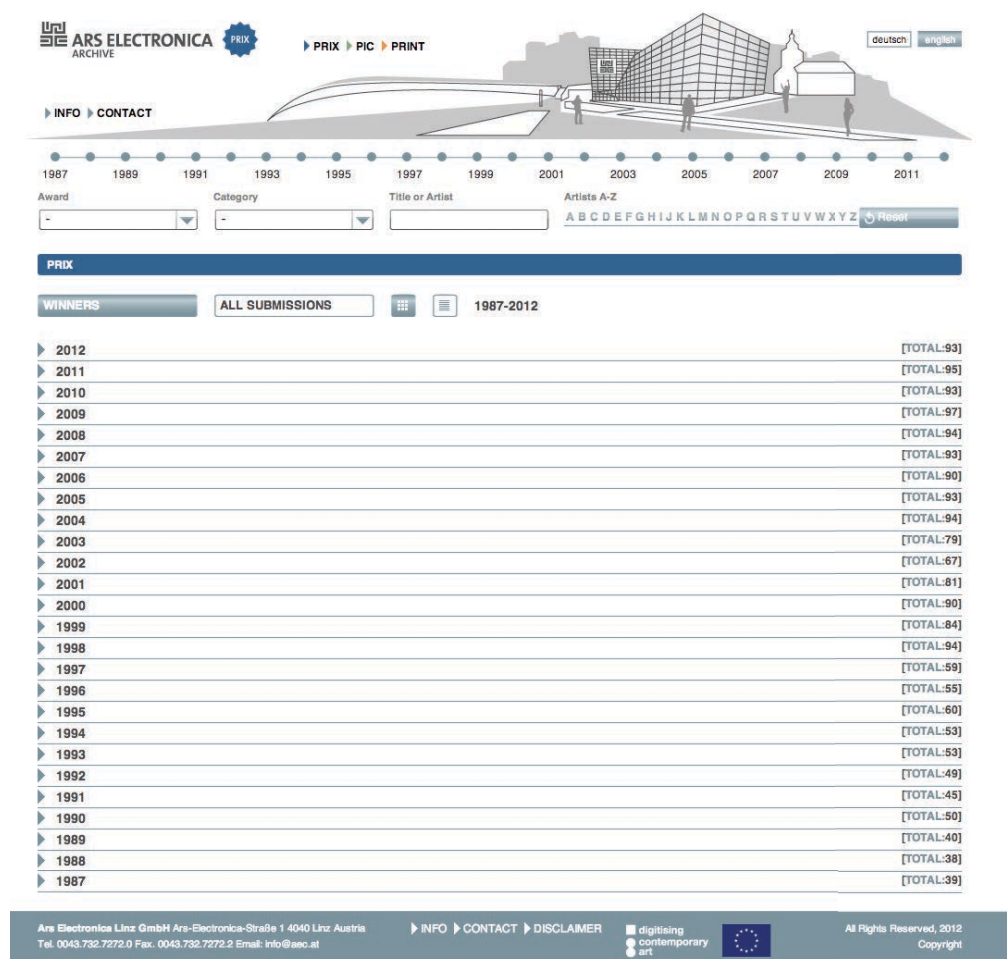 ARS ELECTRONICA
ARCHIVE
PRIX
PRIX PIC PRINT
deutsch english
INFO CONTACT
1987 1989 1991 1993 1995 1997 1999 2001 2003 2005 2007 2009 2011
Award Category Title or Artist Artists A-Z
- - A B C D E F G H I J K L M N O P Q R S T U V W X Y Z Reset
PRIX
WINNERS ALL SUBMISSIONS 1987-2012
2012 [TOTAL:93]
2011 [TOTAL:95]
2010 [TOTAL:93]
2009 [TOTAL:97]
2008 [TOTAL:94]
2007 [TOTAL:93]
2006 [TOTAL:90]
2005 [TOTAL:93]
2004 [TOTAL:94]
2003 [TOTAL:79]
2002 [TOTAL:67]
2001 [TOTAL:81]
2000 [TOTAL:90]
1999 [TOTAL:84]
1998 [TOTAL:94]
1997 [TOTAL:59]
1996 [TOTAL:55]
1995 [TOTAL:60]
1994 [TOTAL:53]
1993 [TOTAL:53]
1992 [TOTAL:49]
1991 [TOTAL:45]
1990 [TOTAL:50]
1989 [TOTAL:40]
1988 [TOTAL:38]
1987 [TOTAL:39]
Ars Electronica Linz GmbH Ars-Electronica-Straße 1 4040 Linz Austria
Tel. 0043.732.7272.0 Fax. 0043.732.7272.2 Email: info@aec.at
INFO CONTACT DISCLAIMER
digitising
contemporary
art
All Rights Reserved, 2012
Copyright